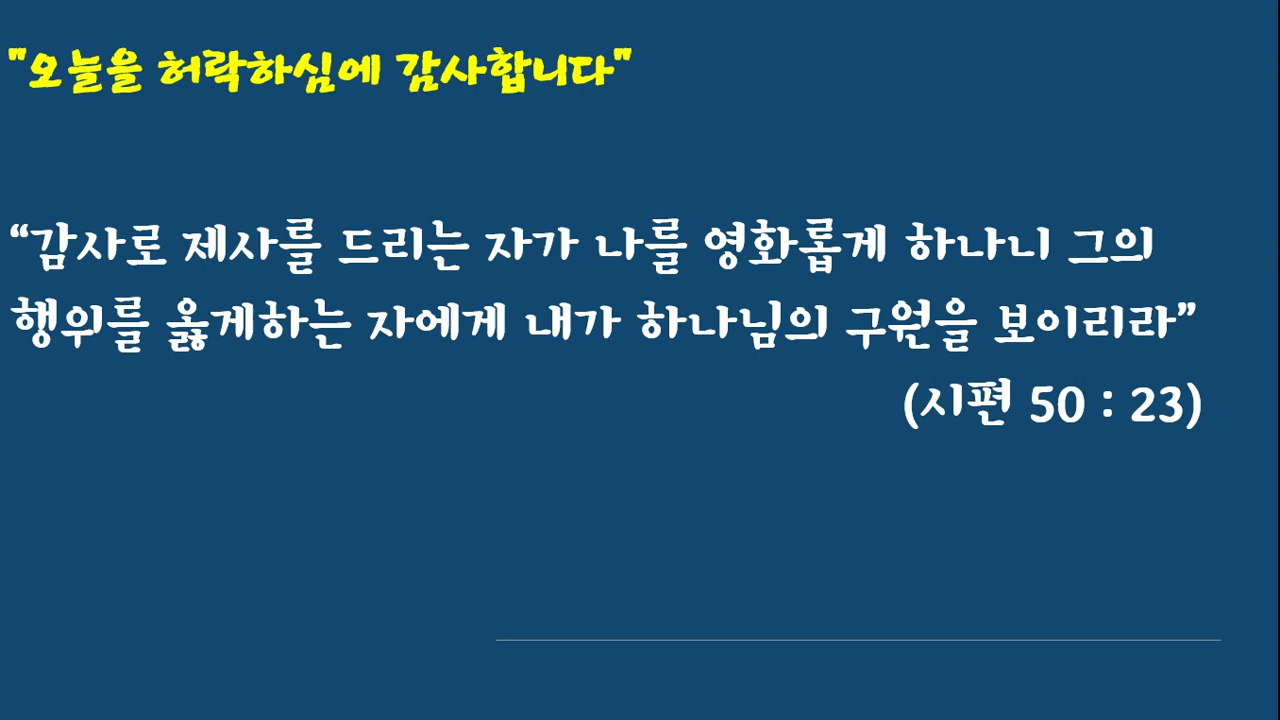 "오늘을 허락하심에 감사합니다"
“감사로 제사를 드리는 자가 나를 영화롭게 하나니 그의
행위를 옳게하는 자에게 내가 하나님의 구원을 보이리라”
(시편 50 : 23)